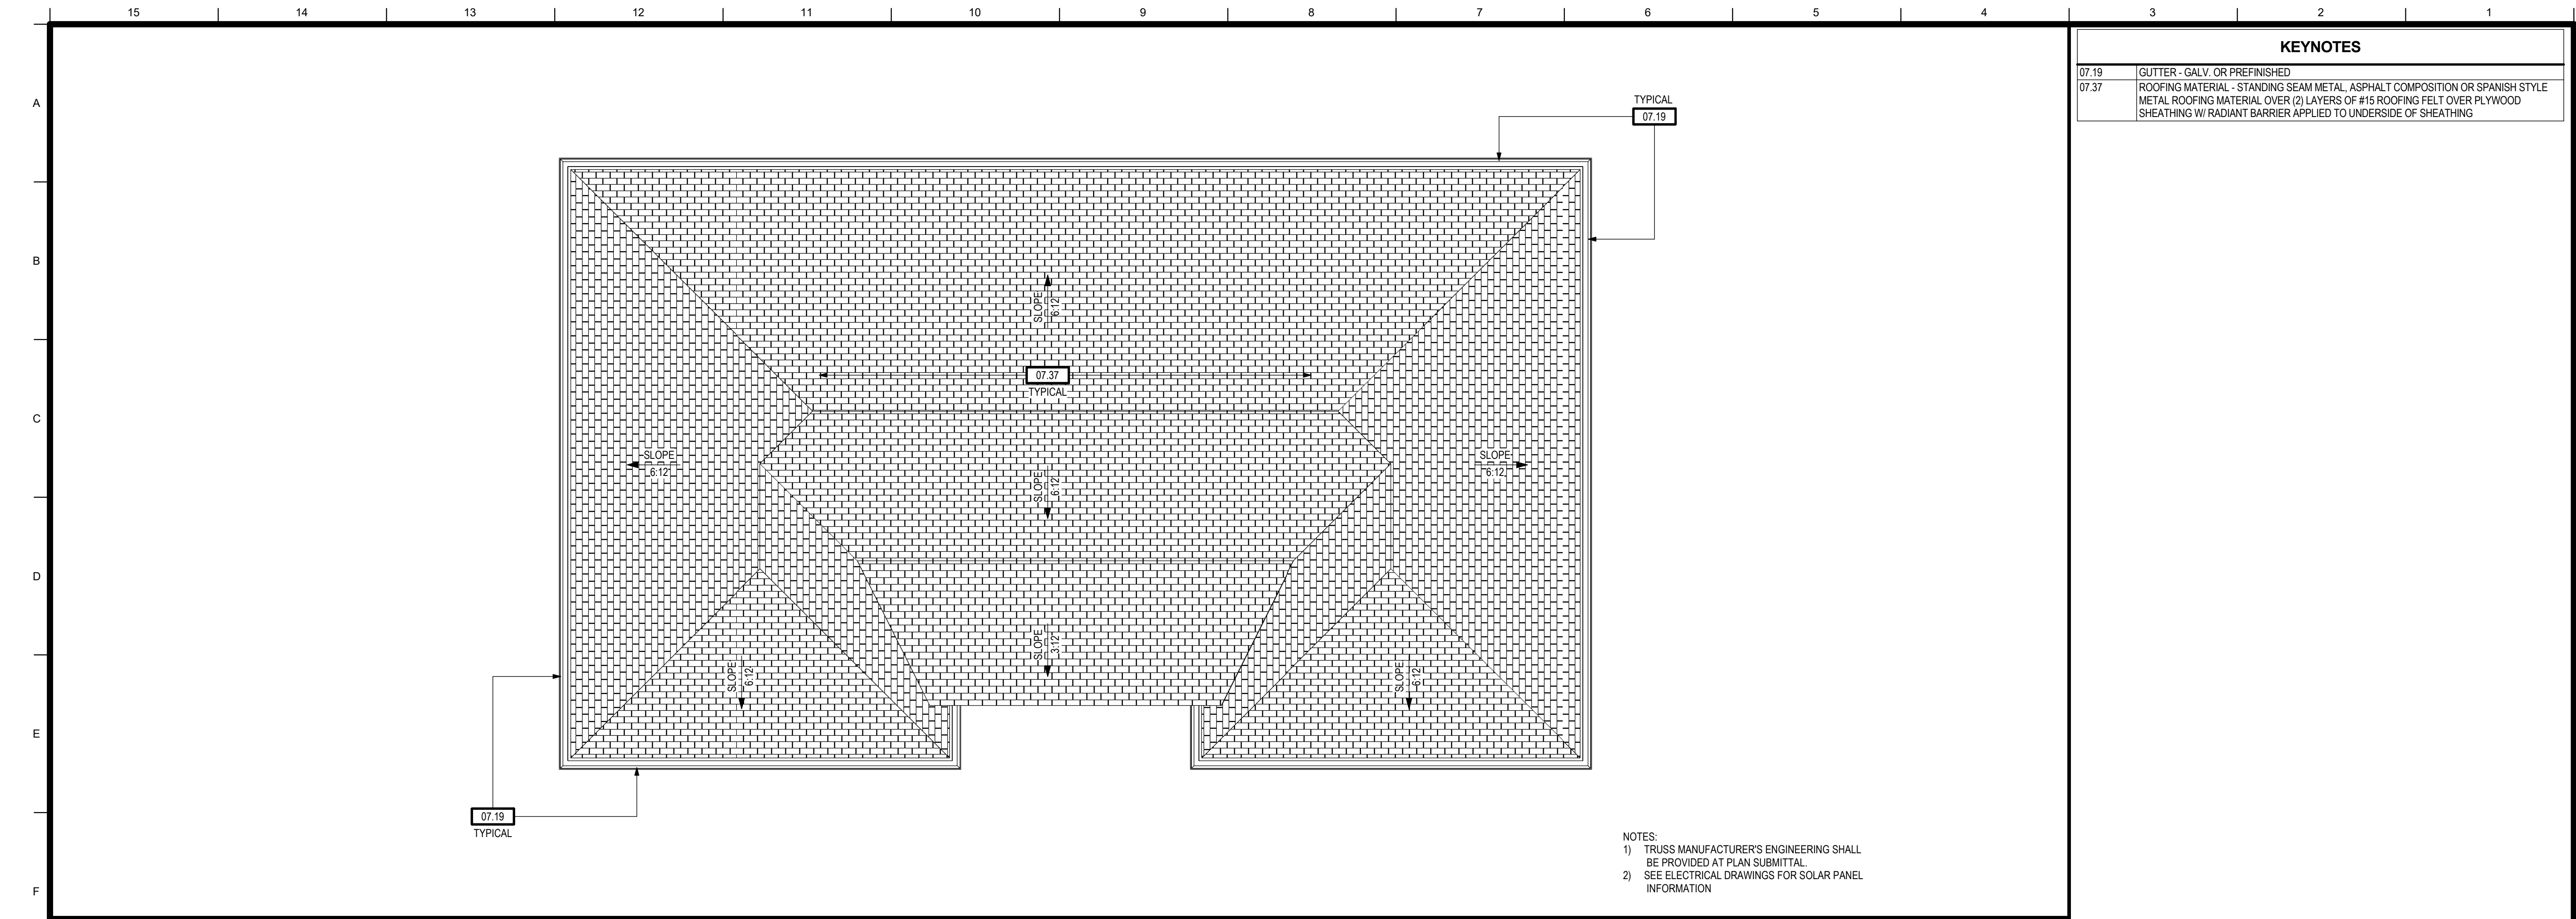 15 14 13 12 11 10 9 8 7 6 5 4 3 2 1
A
B
C
D
E
F
KEYNOTES
07.19 GUTTER - GALV. OR PREFINISHED
07.37 ROOFING MATERIAL - STANDING SEAM METAL, ASPHALT COMPOSITION OR SPANISH STYLE
METAL ROOFING MATERIAL OVER (2) LAYERS OF #15 ROOFING FELT OVER PLYWOOD
SHEATHING W/ RADIANT BARRIER APPLIED TO UNDERSIDE OF SHEATHING
TYPICAL
07.19
SLOPE
6:12
07.37
TYPICAL
SLOPE
6:12
SLOPE
6:12
SLOPE
6:12
SLOPE
3:12
SLOPE
6:12
SLOPE
6:12
07.19
TYPICAL
NOTES:
1) TRUSS MANUFACTURER'S ENGINEERING SHALL
BE PROVIDED AT PLAN SUBMITTAL.
2) SEE ELECTRICAL DRAWINGS FOR SOLAR PANEL
INFORMATION